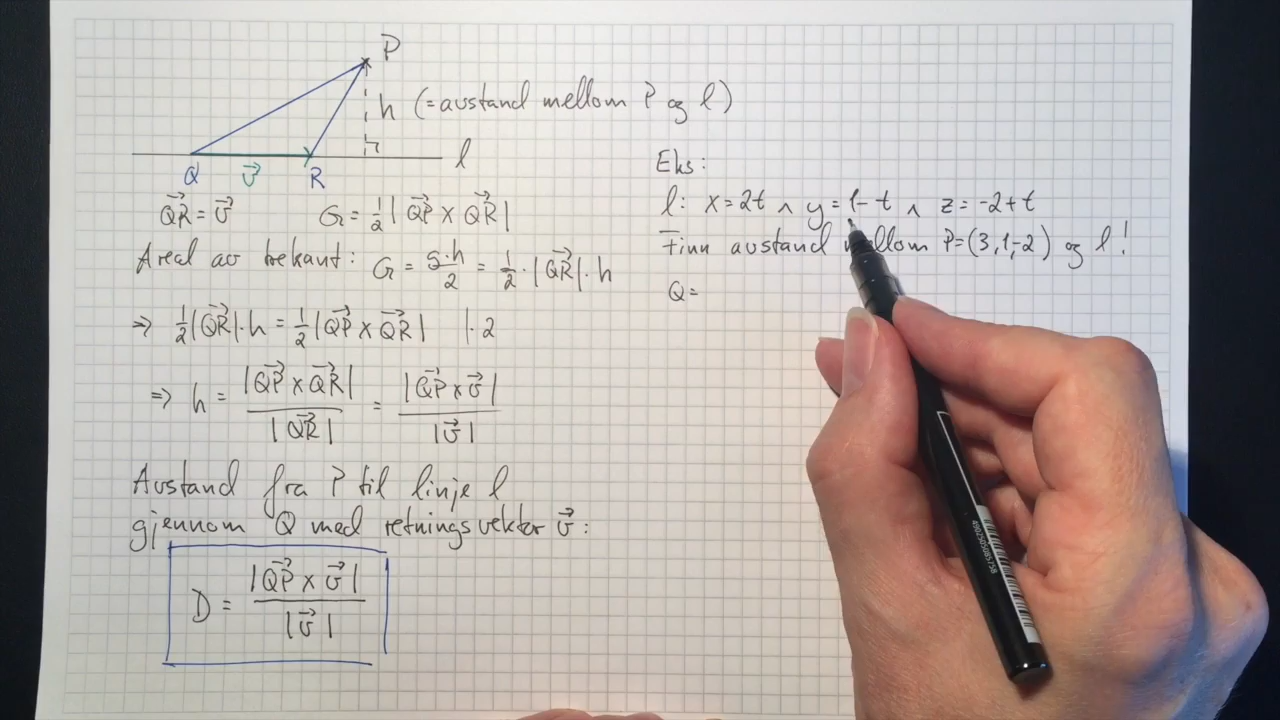 P
h (= avstand mellom P og l)
Q v⃗ R l
QR⃗ = v⃗ G = 1/2 |QP⃗ × QR⃗|
Areal av trekant: G = g·h/2 = 1/2 · |QR⃗| · h
⇒ 1/2 |QR⃗| · h = 1/2 |QP⃗ × QR⃗| | · 2
⇒ h = |QP⃗ × QR⃗| / |QR⃗| = |QP⃗ × v⃗| / |v⃗|
Avstand fra P til linje l
gjennom Q med retningsvektor v⃗:
D = |QP⃗ × v⃗| / |v⃗|
Eks:
l: x = 2t ∧ y = 1 - t ∧ z = -2 + t
Finn avstand mellom P = (3, 1, -2) og l!
Q =
4902505085758